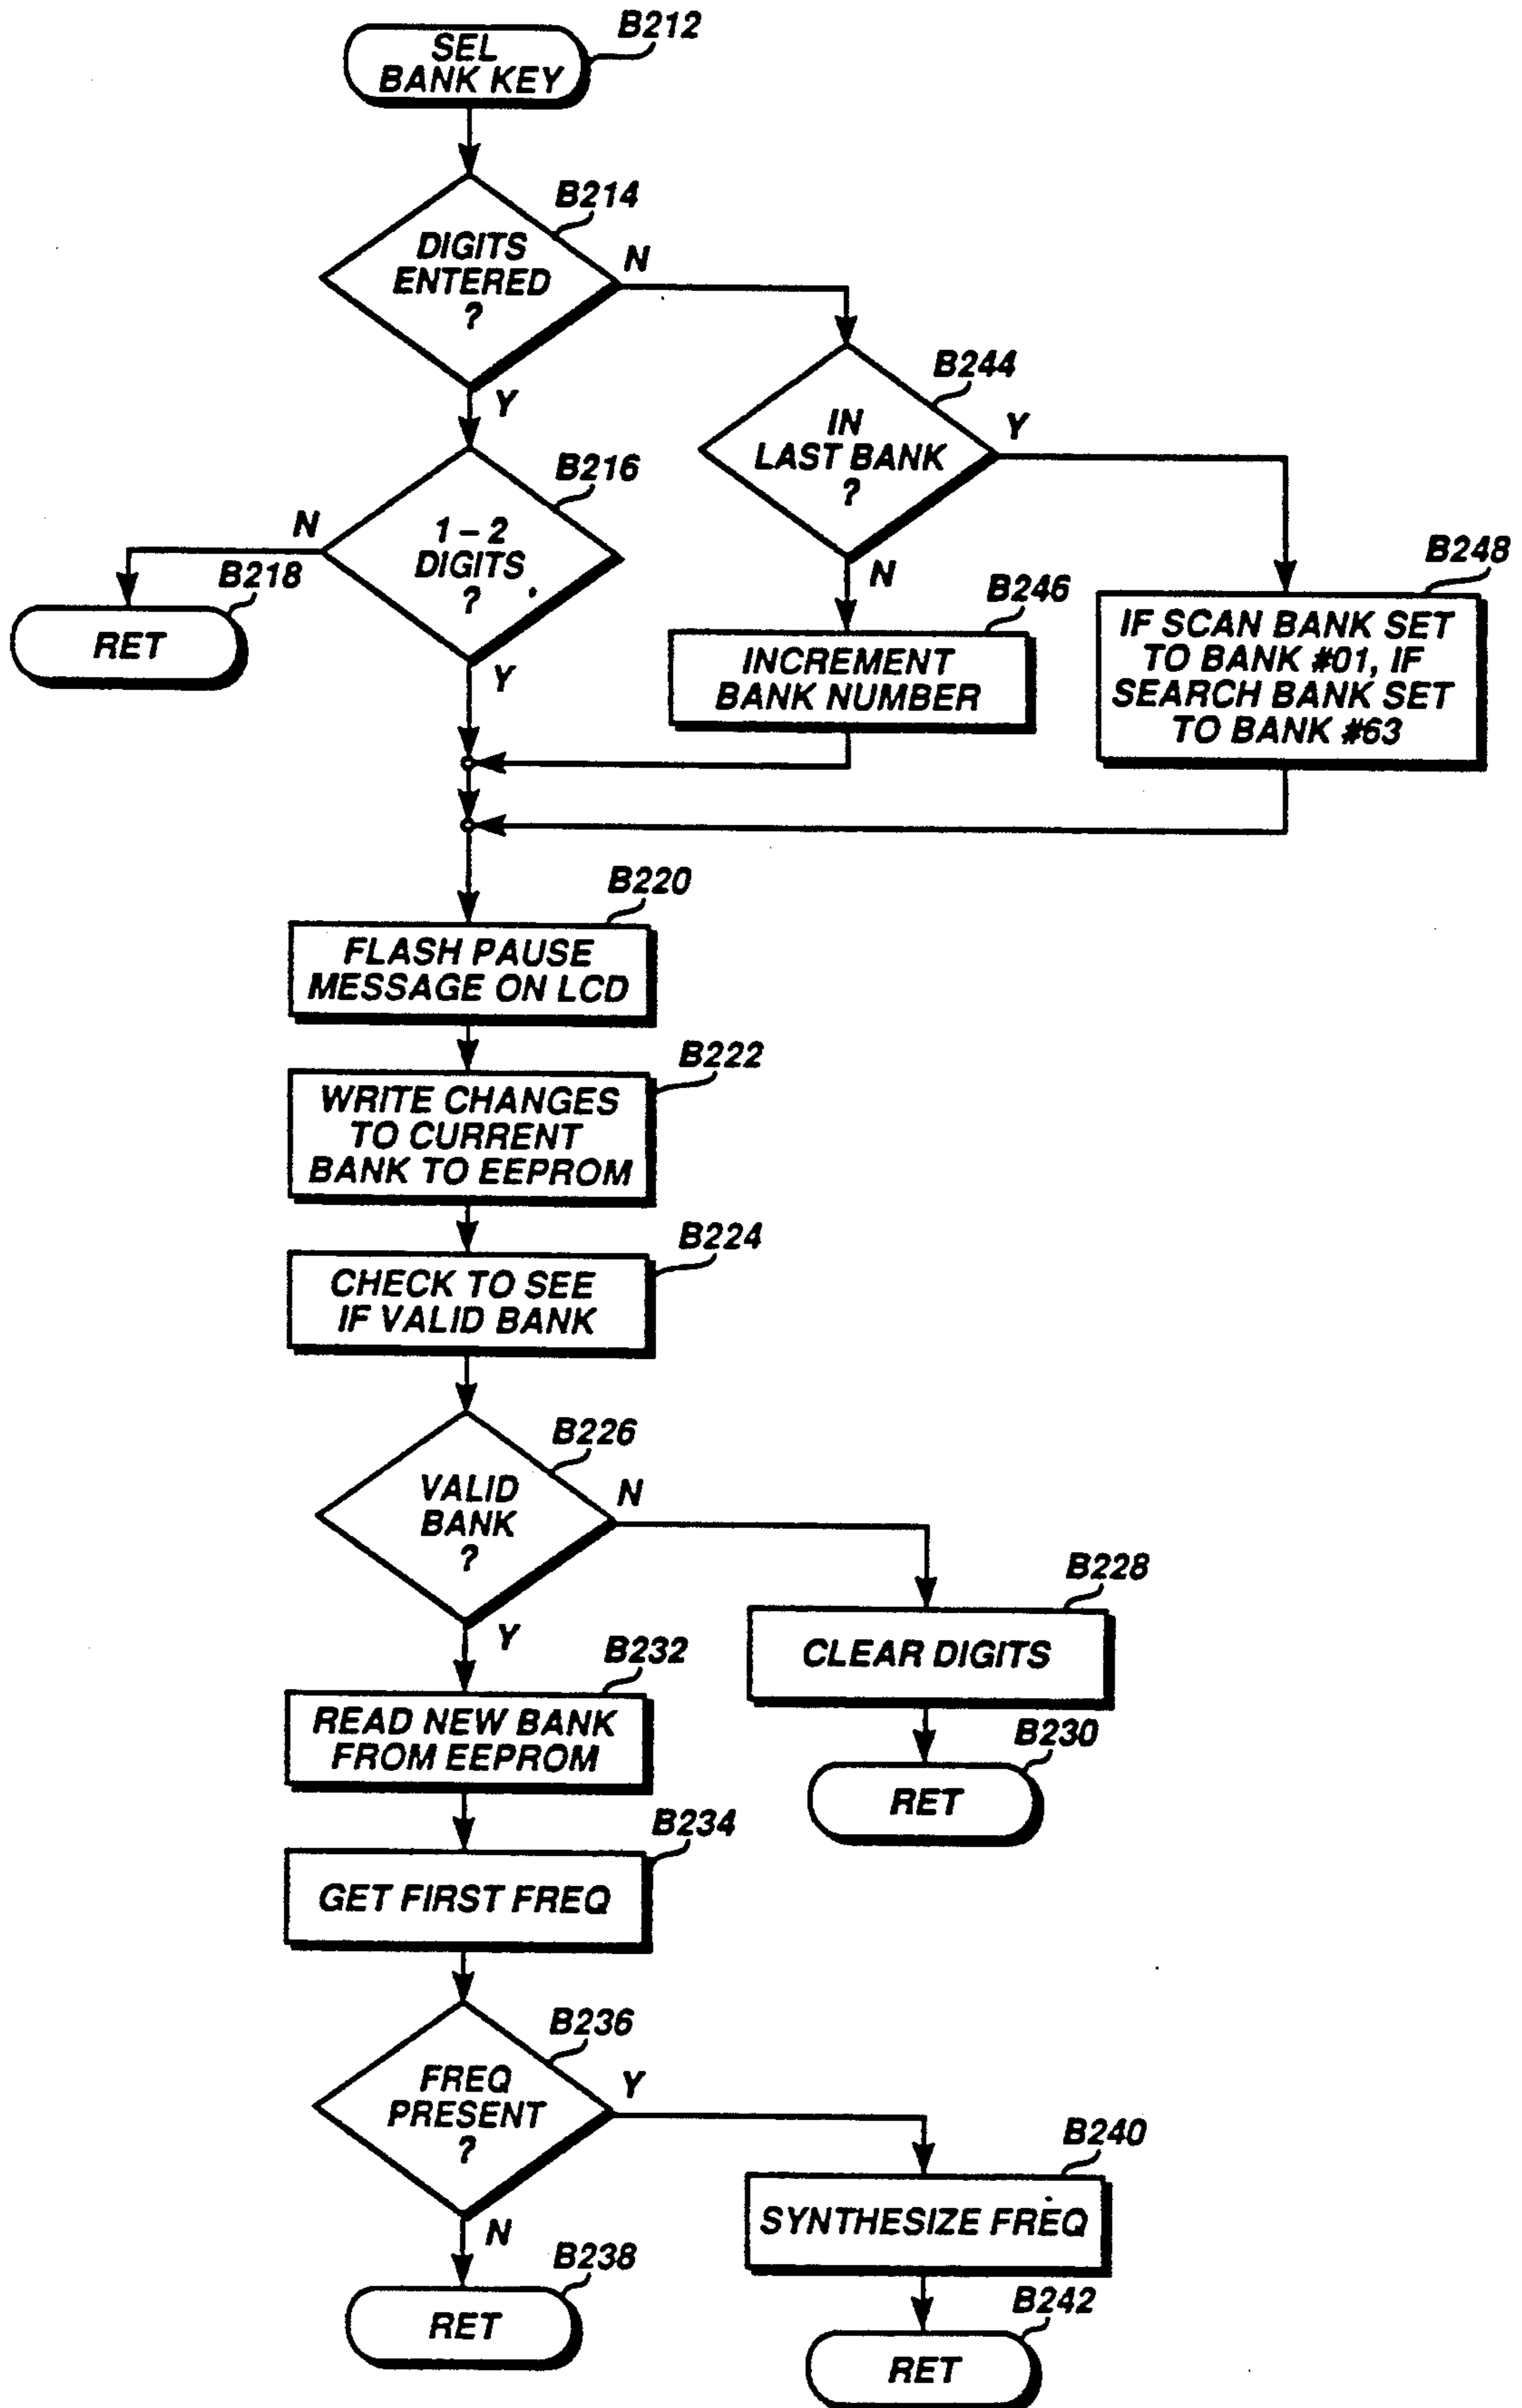 SEL
BANK KEY
B212
DIGITS
ENTERED
?
B214
N
Y
IN
LAST BANK
?
B244
Y
N
1 – 2
DIGITS
?
B216
N
Y
RET
B218
INCREMENT
BANK NUMBER
B246
IF SCAN BANK SET
TO BANK #01, IF
SEARCH BANK SET
TO BANK #63
B248
FLASH PAUSE
MESSAGE ON LCD
B220
WRITE CHANGES
TO CURRENT
BANK TO EEPROM
B222
CHECK TO SEE
IF VALID BANK
B224
VALID
BANK
?
B226
N
Y
CLEAR DIGITS
B228
RET
B230
READ NEW BANK
FROM EEPROM
B232
GET FIRST FREQ
B234
FREQ
PRESENT
?
B236
Y
N
SYNTHESIZE FREQ
B240
RET
B238
RET
B242